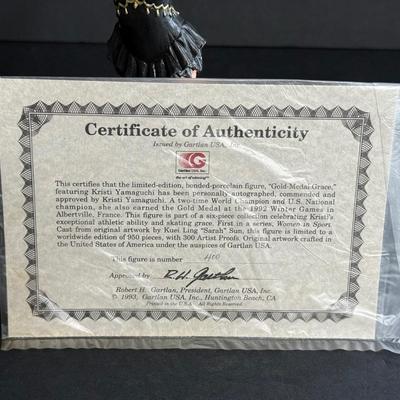 Certificate of Authenticity
Issued by Gartlan USA, Inc.
G
Gartlan USA, Inc.
the art of winning™
This certifies that the limited-edition, bonded-porcelain figure, "Gold-Medal Grace,"
featuring Kristi Yamaguchi has been personally autographed, commended and
approved by Kristi Yamaguchi. A two-time World Champion and U.S. National
champion, she also earned the Gold Medal at the 1992 Winter Games in
Albertville, France. This figure is part of a six-piece collection celebrating Kristi's
exceptional athletic ability and skating grace. First in a series, Women in Sport
Cast from original artwork by Kuei Ling "Sarah" Sun, this figure is limited to a
worldwide edition of 950 pieces, with 300 Artist Proofs. Original artwork crafted in
the United States of America under the auspices of Gartlan USA.
This figure is number 400
Approved by R.H. Gartlan
Robert H. Gartlan, President, Gartlan USA, Inc.
© 1993, Gartlan USA, Inc., Huntington Beach, CA
Printed in the U.S.A. All Rights Reserved.